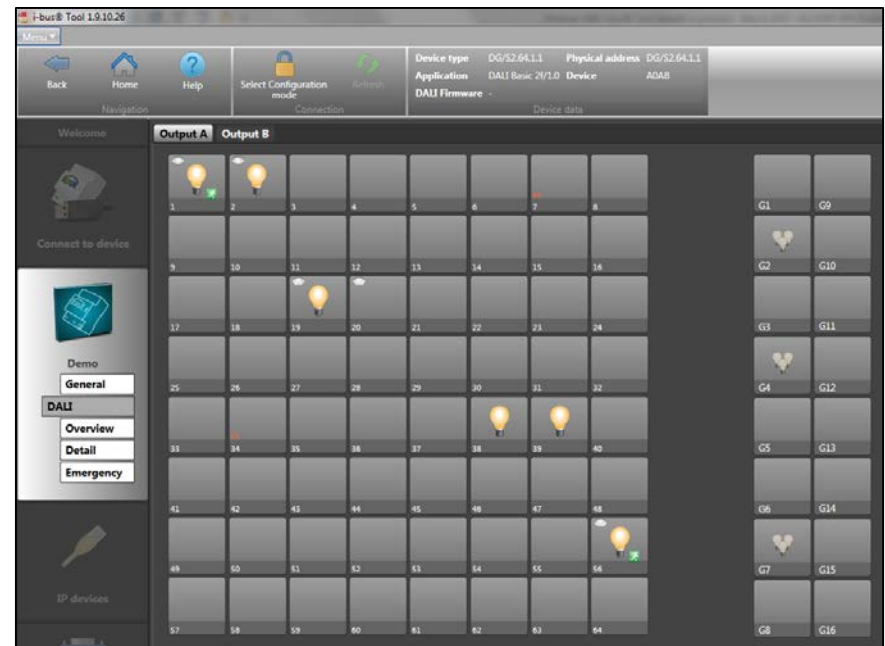 i-bus® Tool 1.9.10.26
Menu
Back
Home
Help
Navigation
Select Configuration mode
Refresh
Connection
Device type DG/S2.64.1.1 Physical address DG/S2.64.1.1
Application DALI Basic 2f/1.0 Device A0AB
DALI Firmware -
Device data
Welcome
Connect to device
Demo
General
DALI
Overview
Detail
Emergency
IP devices
Output A Output B
1 2 3 4 5 6 7 8
9 10 11 12 13 14 15 16
17 18 19 20 21 22 23 24
25 26 27 28 29 30 31 32
33 34 35 36 37 38 39 40
41 42 43 44 45 46 47 48
49 50 51 52 53 54 55 56
57 58 59 60 61 62 63 64
G1 G9
G2 G10
G3 G11
G4 G12
G5 G13
G6 G14
G7 G15
G8 G16